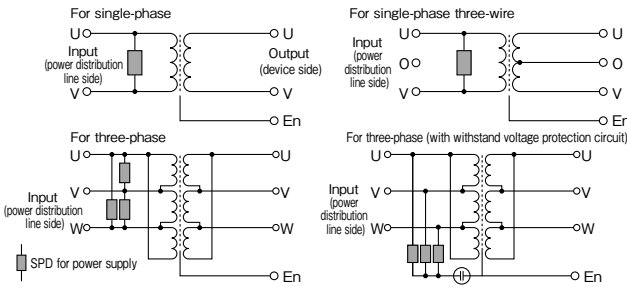 For single-phase
U
U
Input
(power distribution
line side)
Output
(device side)
V
V
En
For single-phase three-wire
U
U
Input
(power
distribution
line side)
O
O
V
V
En
For three-phase
U
U
V
V
Input
(power distribution
line side)
W
W
SPD for power supply
En
For three-phase (with withstand voltage protection circuit)
U
U
V
V
Input
(power
distribution
line side)
W
W
En